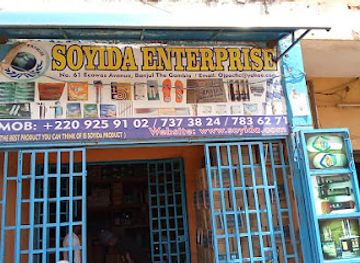 SOYIDA ENTERPRISE
No. 61 Ecowas Avenue, Banjul The Gambia / Email:
MOB: +220 925 91 02 / 737 38 24 / 783 62 71
THE BEST PRODUCT YOU CAN THINK OF IS SOYIDA PRODUCT )
Website: www.soyida.com